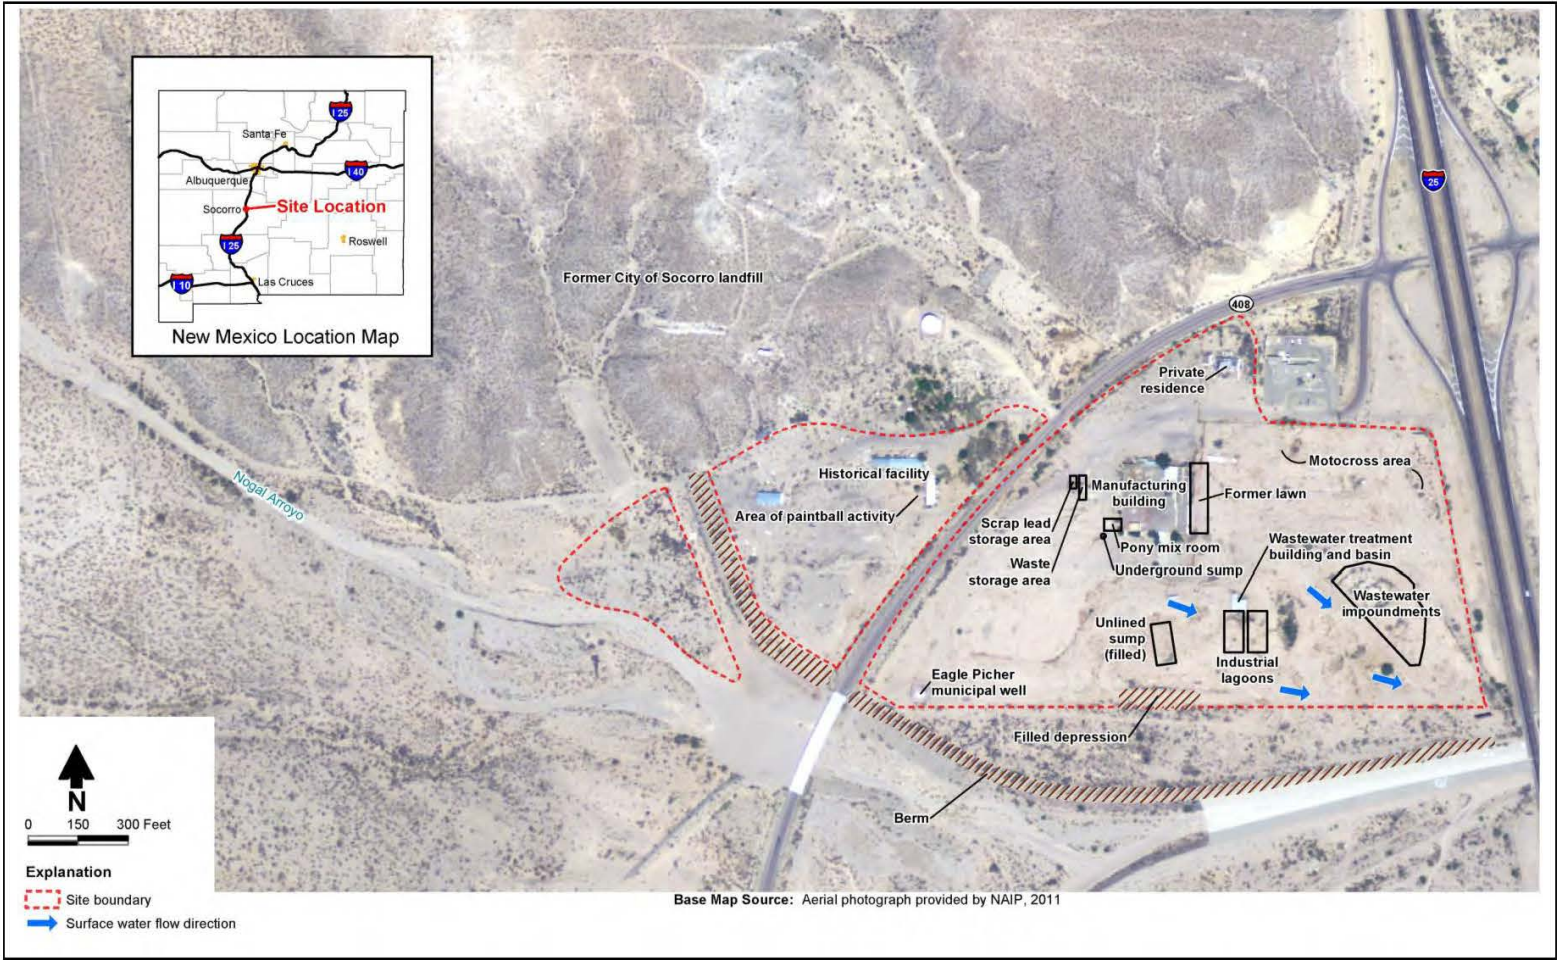 I 25
Santa Fe
I 40
Albuquerque
Socorro
Site Location
I 25
Roswell
I 10
Las Cruces
New Mexico Location Map
25
Former City of Socorro landfill
408
Private
residence
Nogal Arroyo
Historical facility
Area of paintball activity
Motocross area
Manufacturing
building
Former lawn
Scrap lead
storage area
Pony mix room
Waste
storage area
Underground sump
Wastewater treatment
building and basin
Wastewater
impoundments
Unlined
sump
(filled)
Industrial
lagoons
Eagle Picher
municipal well
Filled depression
Berm
N
0 150 300 Feet
Explanation
Site boundary
Surface water flow direction
Base Map Source: Aerial photograph provided by NAIP, 2011